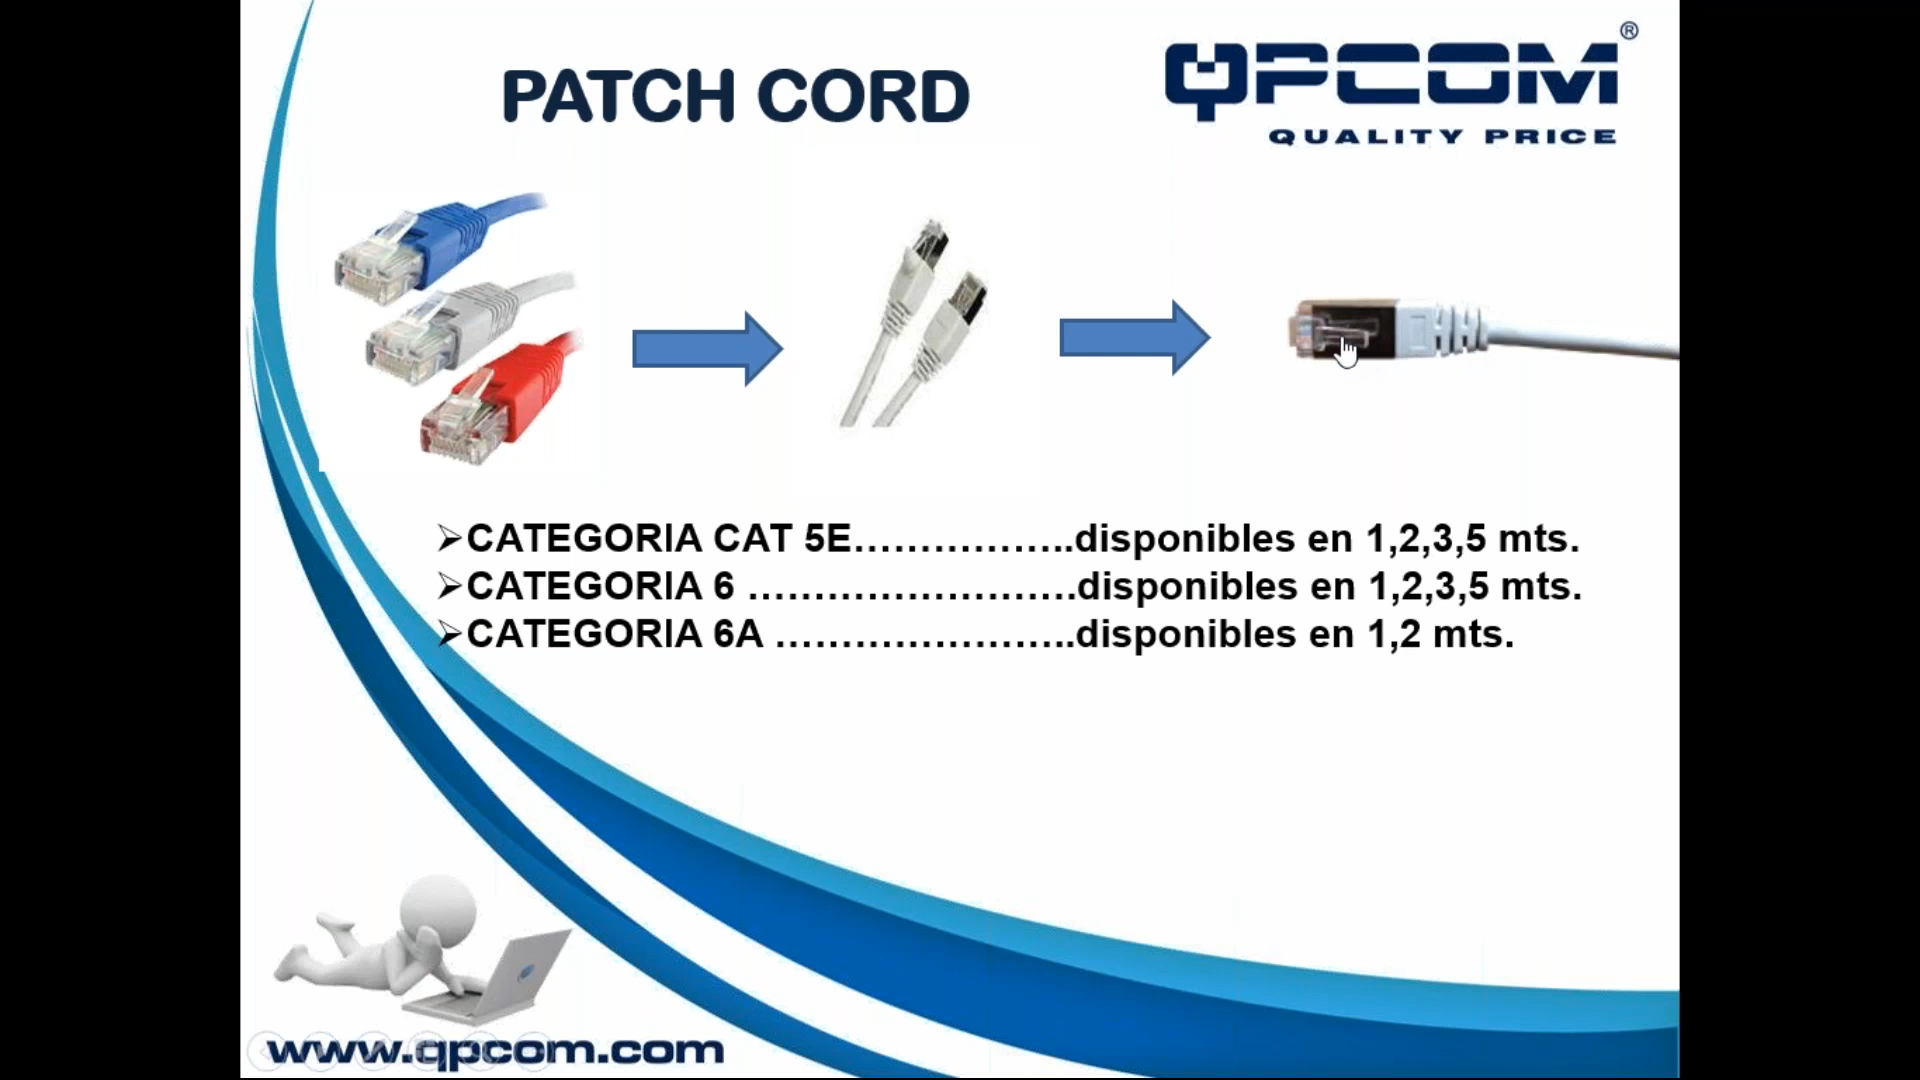 PATCH CORD
QPCOM®
QUALITY PRICE
➢CATEGORIA CAT 5E……………..disponibles en 1,2,3,5 mts.
➢CATEGORIA 6 …………………….disponibles en 1,2,3,5 mts.
➢CATEGORIA 6A …………………..disponibles en 1,2 mts.
www.qpcom.com